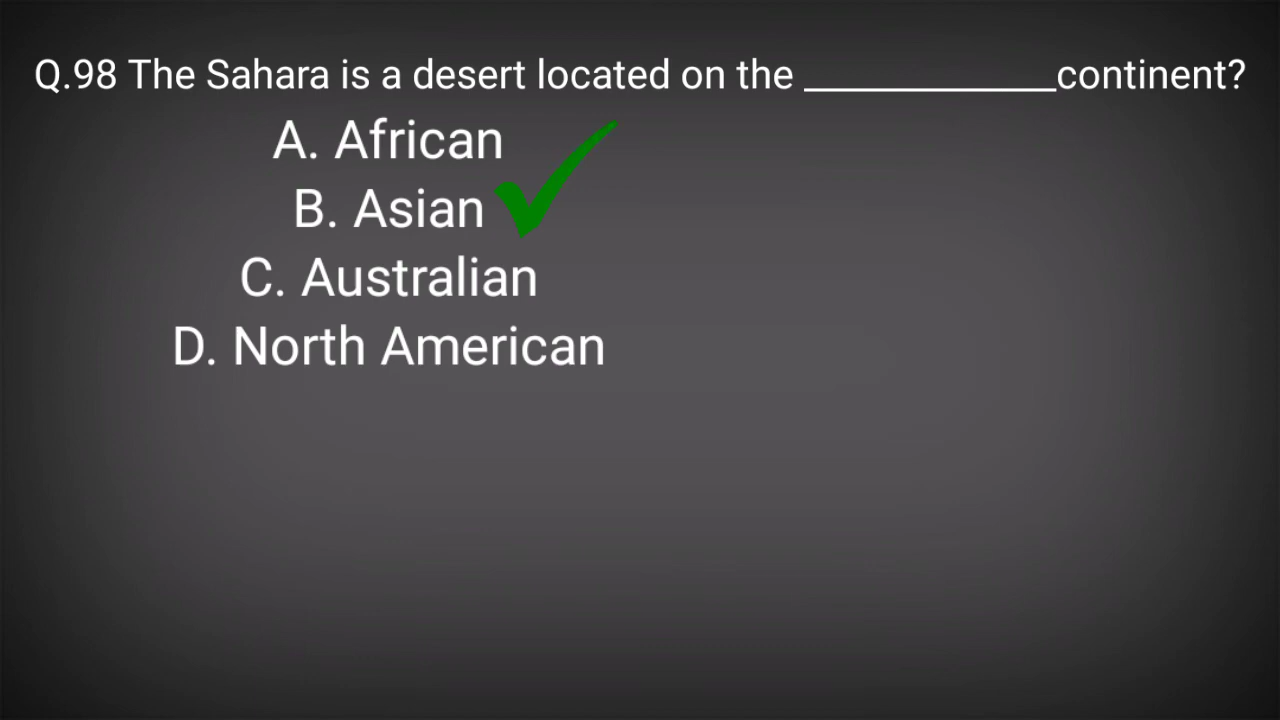 Q.98 The Sahara is a desert located on the ____________continent?
A. African
B. Asian
C. Australian
D. North American